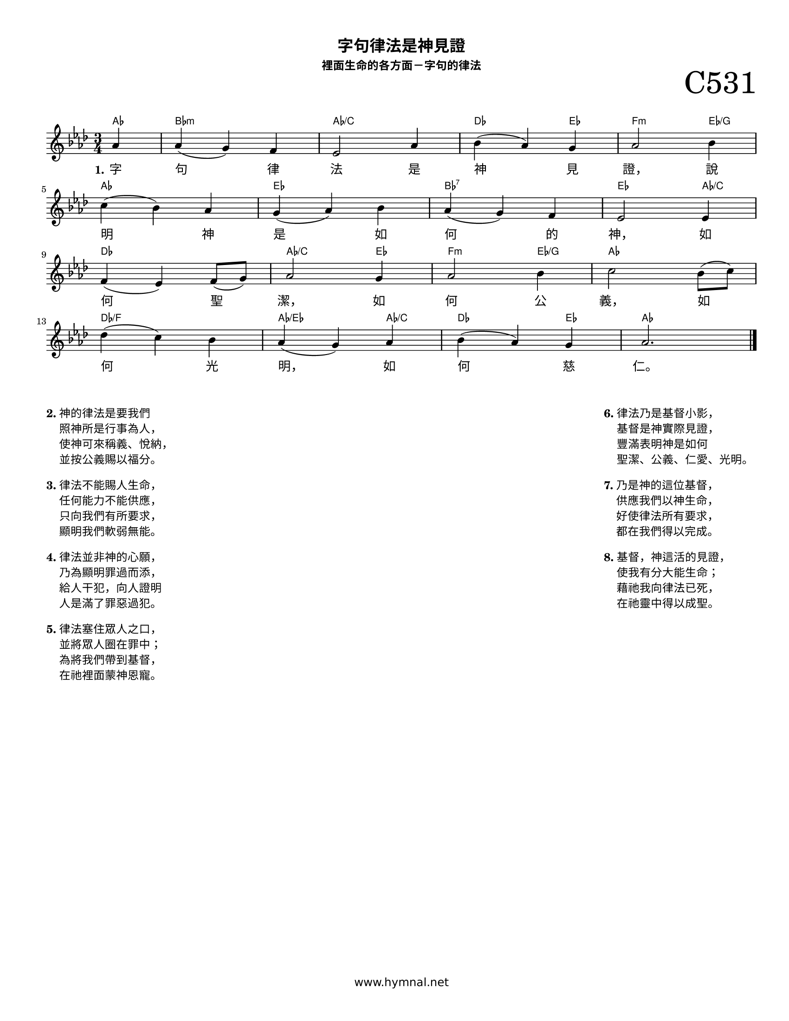 字句律法是神見證
裡面生命的各方面－字句的律法
C531
A♭ B♭m A♭/C D♭ E♭ Fm E♭/G
3
4
1. 字 句 律 法 是 神 見 證， 說
5
A♭ E♭ B♭7 E♭ A♭/C
明 神 是 如 何 的 神， 如
9
D♭ A♭/C E♭ Fm E♭/G A♭
何 聖 潔， 如 何 公 義， 如
13
D♭/F A♭/E♭ A♭/C D♭ E♭ A♭
何 光 明， 如 何 慈 仁。
2. 神的律法是要我們
照神所是行事為人，
使神可來稱義、悅納，
並按公義賜以福分。
3. 律法不能賜人生命，
任何能力不能供應，
只向我們有所要求，
顯明我們軟弱無能。
4. 律法並非神的心願，
乃為顯明罪過而添，
給人干犯，向人證明
人是滿了罪惡過犯。
5. 律法塞住眾人之口，
並將眾人圈在罪中；
為將我們帶到基督，
在祂裡面蒙神恩寵。
6. 律法乃是基督小影，
基督是神實際見證，
豐滿表明神是如何
聖潔、公義、仁愛、光明。
7. 乃是神的這位基督，
供應我們以神生命，
好使律法所有要求，
都在我們得以完成。
8. 基督，神這活的見證，
使我有分大能生命；
藉祂我向律法已死，
在祂靈中得以成聖。
www.hymnal.net